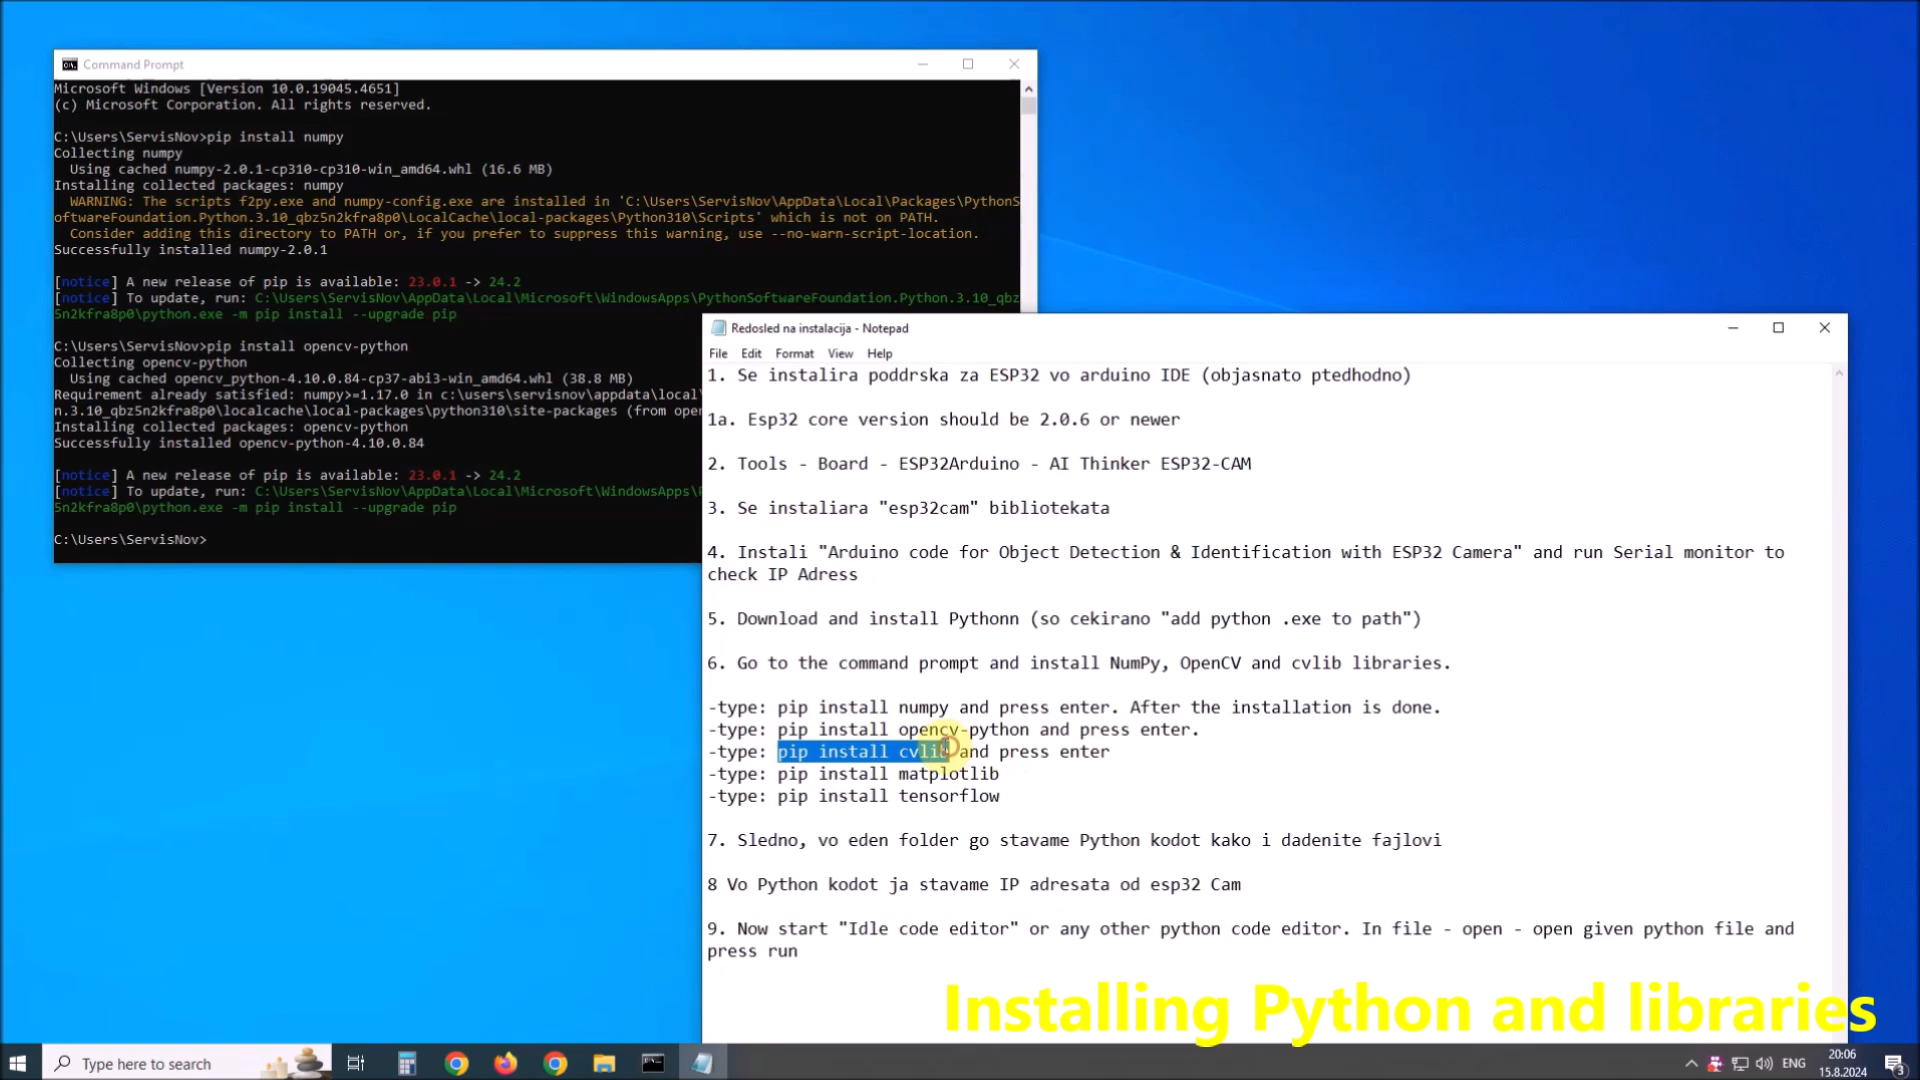 Command Prompt
Microsoft Windows [Version 10.0.19045.4651]
(c) Microsoft Corporation. All rights reserved.
C:\Users\ServisNov>pip install numpy
Collecting numpy
Using cached numpy-2.0.1-cp310-cp310-win_amd64.whl (16.6 MB)
Installing collected packages: numpy
WARNING: The scripts f2py.exe and numpy-config.exe are installed in 'C:\Users\ServisNov\AppData\Local\Packages\PythonS
oftwareFoundation.Python.3.10_qbz5n2kfra8p0\LocalCache\local-packages\Python310\Scripts' which is not on PATH.
Consider adding this directory to PATH or, if you prefer to suppress this warning, use --no-warn-script-location.
Successfully installed numpy-2.0.1
[notice] A new release of pip is available: 23.0.1 -> 24.2
[notice] To update, run: C:\Users\ServisNov\AppData\Local\Microsoft\WindowsApps\PythonSoftwareFoundation.Python.3.10_qbz
5n2kfra8p0\python.exe -m pip install --upgrade pip
C:\Users\ServisNov>pip install opencv-python
Collecting opencv-python
Using cached opencv_python-4.10.0.84-cp37-abi3-win_amd64.whl (38.8 MB)
Requirement already satisfied: numpy>=1.17.0 in c:\users\servisnov\appdata\local\
n.3.10_qbz5n2kfra8p0\localcache\local-packages\python310\site-packages (from open
Installing collected packages: opencv-python
Successfully installed opencv-python-4.10.0.84
[notice] A new release of pip is available: 23.0.1 -> 24.2
[notice] To update, run: C:\Users\ServisNov\AppData\Local\Microsoft\WindowsApps\
5n2kfra8p0\python.exe -m pip install --upgrade pip
C:\Users\ServisNov>
Redosled na instalacija - Notepad
File Edit Format View Help
1. Se instalira poddrska za ESP32 vo arduino IDE (objasnato ptedhodno)
1a. Esp32 core version should be 2.0.6 or newer
2. Tools - Board - ESP32Arduino - AI Thinker ESP32-CAM
3. Se instaliara "esp32cam" bibliotekata
4. Instali "Arduino code for Object Detection & Identification with ESP32 Camera" and run Serial monitor to
check IP Adress
5. Download and install Pythonn (so cekirano "add python .exe to path")
6. Go to the command prompt and install NumPy, OpenCV and cvlib libraries.
-type: pip install numpy and press enter. After the installation is done.
-type: pip install opencv-python and press enter.
-type: pip install cvlib and press enter
-type: pip install matplotlib
-type: pip install tensorflow
7. Sledno, vo eden folder go stavame Python kodot kako i dadenite fajlovi
8 Vo Python kodot ja stavame IP adresata od esp32 Cam
9. Now start "Idle code editor" or any other python code editor. In file - open - open given python file and
press run
Installing Python and libraries
Type here to search
ENG
20:06
15.8.2024
3